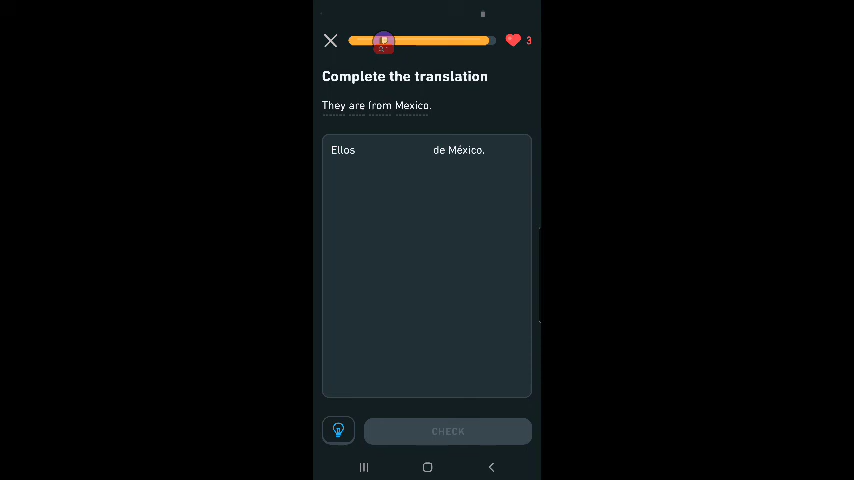 3
Complete the translation
They are from Mexico.
Ellos de México.
CHECK